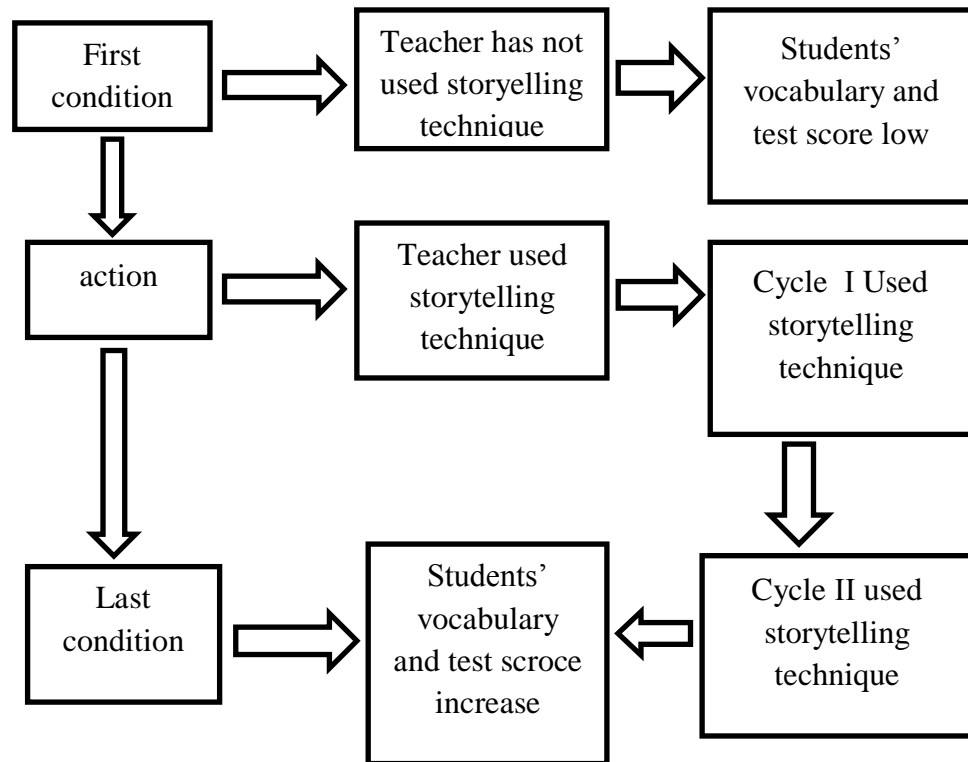 First
condition
Teacher has not
used storyelling
technique
Students’
vocabulary and
test score low
action
Teacher used
storytelling
technique
Cycle I Used
storytelling
technique
Last
condition
Students’
vocabulary
and test scroce
increase
Cycle II used
storytelling
technique